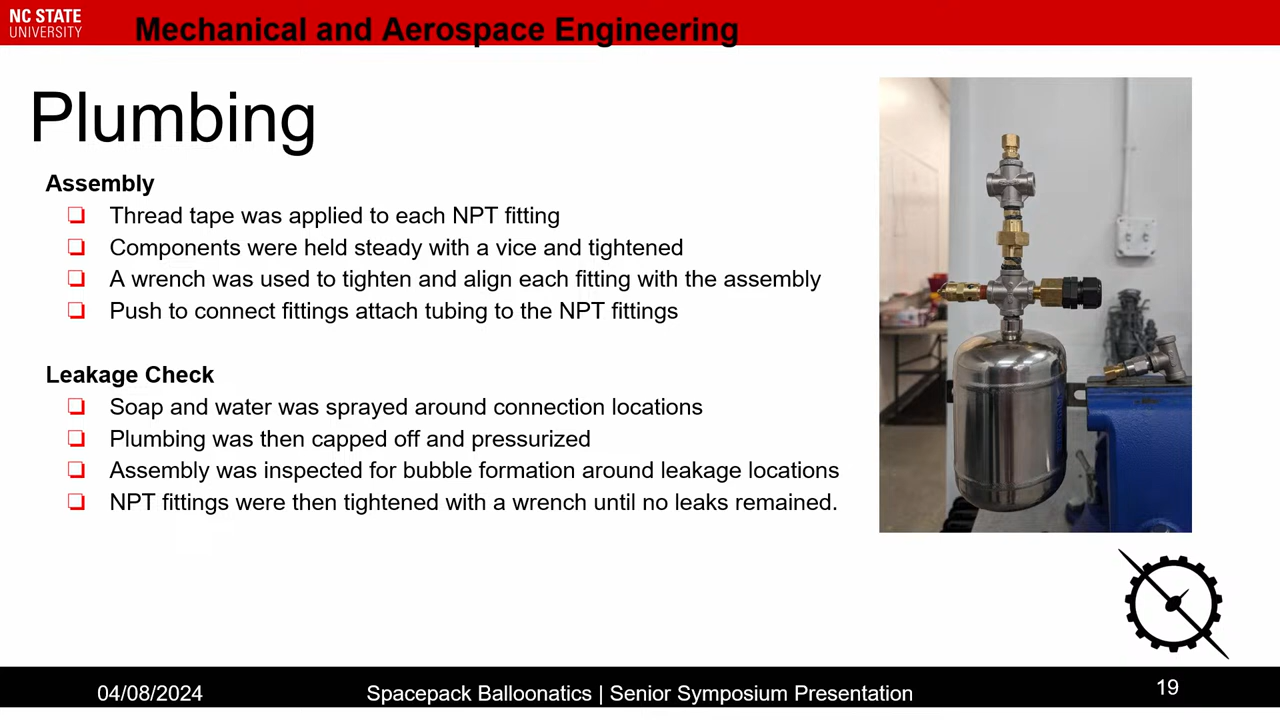 NC STATE
UNIVERSITY
Mechanical and Aerospace Engineering
Plumbing
Assembly
❏ Thread tape was applied to each NPT fitting
❏ Components were held steady with a vice and tightened
❏ A wrench was used to tighten and align each fitting with the assembly
❏ Push to connect fittings attach tubing to the NPT fittings
Leakage Check
❏ Soap and water was sprayed around connection locations
❏ Plumbing was then capped off and pressurized
❏ Assembly was inspected for bubble formation around leakage locations
❏ NPT fittings were then tightened with a wrench until no leaks remained.
04/08/2024
Spacepack Balloonatics | Senior Symposium Presentation
19